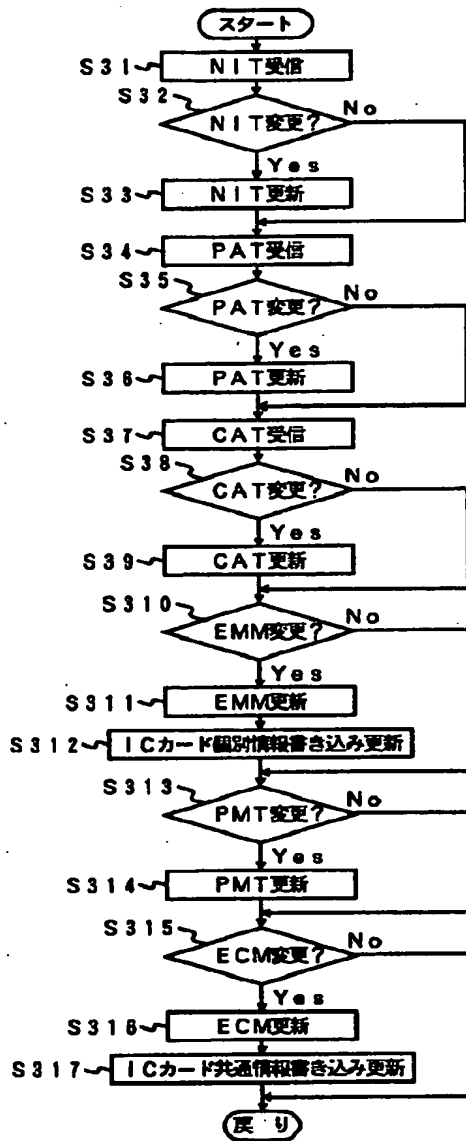 スタート
S31 NIT受信
S32 NIT変更? No
Yes
S33 NIT更新
S34 PAT受信
S35 PAT変更? No
Yes
S36 PAT更新
S37 CAT受信
S38 CAT変更? No
Yes
S39 CAT更新
S310 EMM変更? No
Yes
S311 EMM更新
S312 ICカード個別情報書き込み更新
S313 PMT変更? No
Yes
S314 PMT更新
S315 ECM変更? No
Yes
S316 ECM更新
S317 ICカード共通情報書き込み更新
戻り